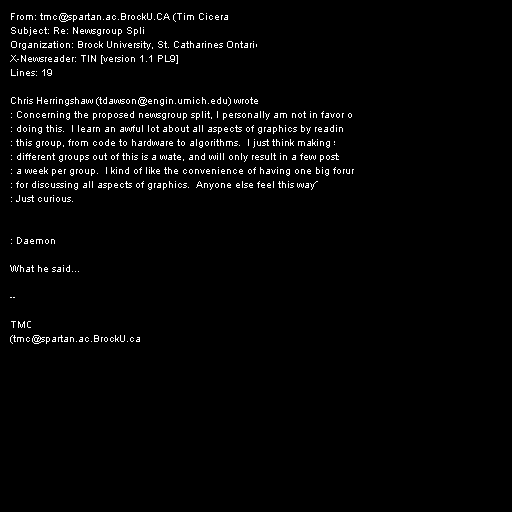 From: tmc@spartan.ac.BrockU.CA (Tim Cicera
Subject: Re: Newsgroup Spli
Organization: Brock University, St. Catharines Ontari
X-Newsreader: TIN [version 1.1 PL9]
Lines: 19
Chris Herringshaw (tdawson@engin.umich.edu) wrote
: Concerning the proposed newsgroup split, I personally am not in favor o
: doing this. I learn an awful lot about all aspects of graphics by readin
: this group, from code to hardware to algorithms. I just think making
: different groups out of this is a wate, and will only result in a few post
: a week per group. I kind of like the convenience of having one big forur
: for discussing all aspects of graphics. Anyone else feel this way
: Just curious.
: Daemon
What he said...
--
TMC
(tmc@spartan.ac.BrockU.ca